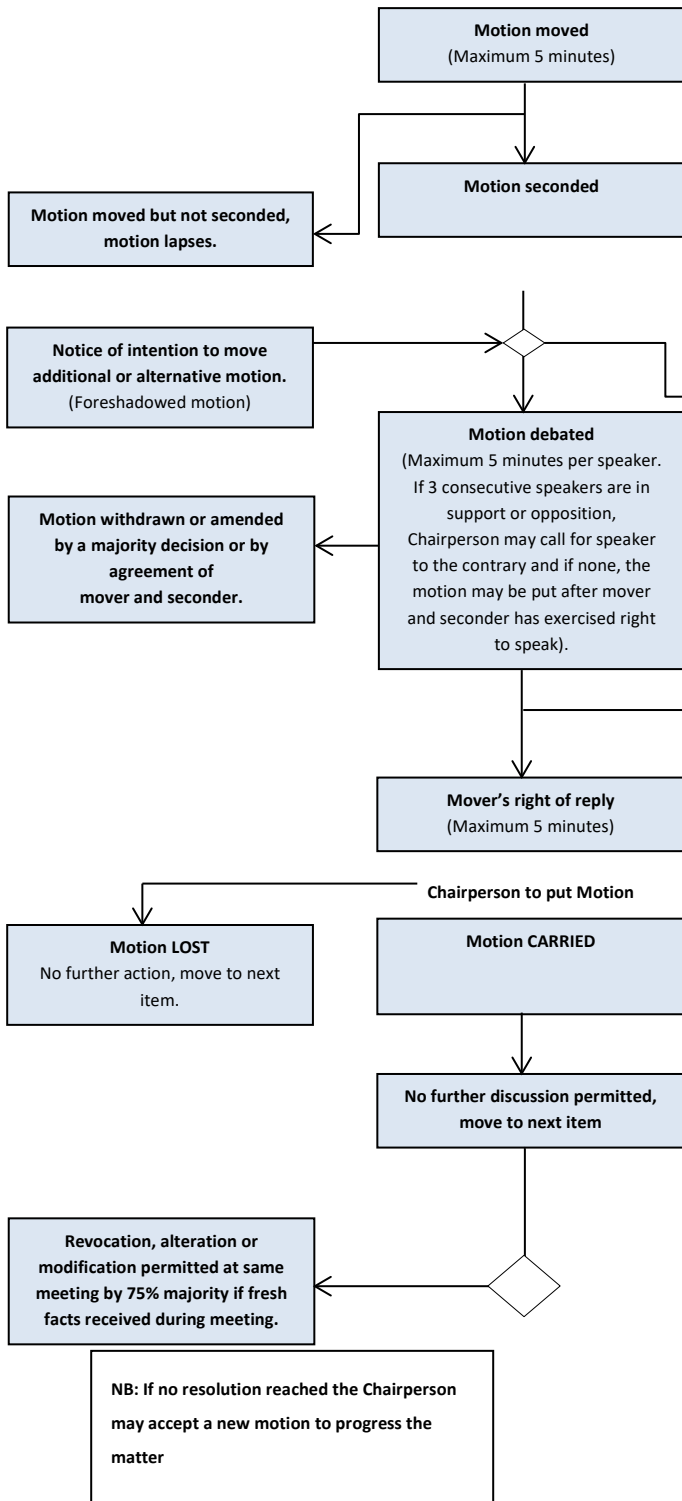 Motion moved
(Maximum 5 minutes)
Motion seconded
Motion moved but not seconded,
motion lapses.
Notice of intention to move
additional or alternative motion.
(Foreshadowed motion)
Motion debated
(Maximum 5 minutes per speaker.
If 3 consecutive speakers are in
support or opposition,
Chairperson may call for speaker
to the contrary and if none, the
motion may be put after mover
and seconder has exercised right
to speak).
Motion withdrawn or amended
by a majority decision or by
agreement of
mover and seconder.
Mover’s right of reply
(Maximum 5 minutes)
Chairperson to put Motion
Motion LOST
No further action, move to next
item.
Motion CARRIED
No further discussion permitted,
move to next item
Revocation, alteration or
modification permitted at same
meeting by 75% majority if fresh
facts received during meeting.
NB: If no resolution reached the Chairperson
may accept a new motion to progress the
matter